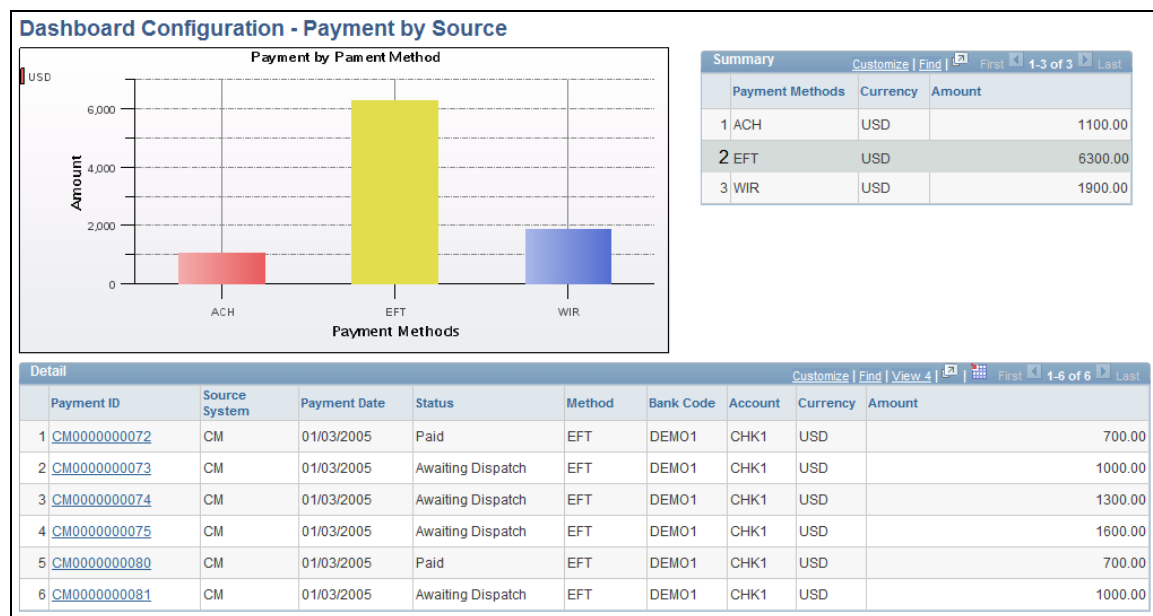 Dashboard Configuration - Payment by Source
Payment by Pament Method
USD
6,000
4,000
2,000
0
Amount
ACH EFT WIR
Payment Methods
Summary Customize | Find | First 1-3 of 3 Last
Payment Methods Currency Amount
1 ACH USD 1100.00
2 EFT USD 6300.00
3 WIR USD 1900.00
Detail Customize | Find | View 4 | | First 1-6 of 6 Last
Payment ID Source System Payment Date Status Method Bank Code Account Currency Amount
1 CM0000000072 CM 01/03/2005 Paid EFT DEMO1 CHK1 USD 700.00
2 CM0000000073 CM 01/03/2005 Awaiting Dispatch EFT DEMO1 CHK1 USD 1000.00
3 CM0000000074 CM 01/03/2005 Awaiting Dispatch EFT DEMO1 CHK1 USD 1300.00
4 CM0000000075 CM 01/03/2005 Awaiting Dispatch EFT DEMO1 CHK1 USD 1600.00
5 CM0000000080 CM 01/03/2005 Paid EFT DEMO1 CHK1 USD 700.00
6 CM0000000081 CM 01/03/2005 Awaiting Dispatch EFT DEMO1 CHK1 USD 1000.00